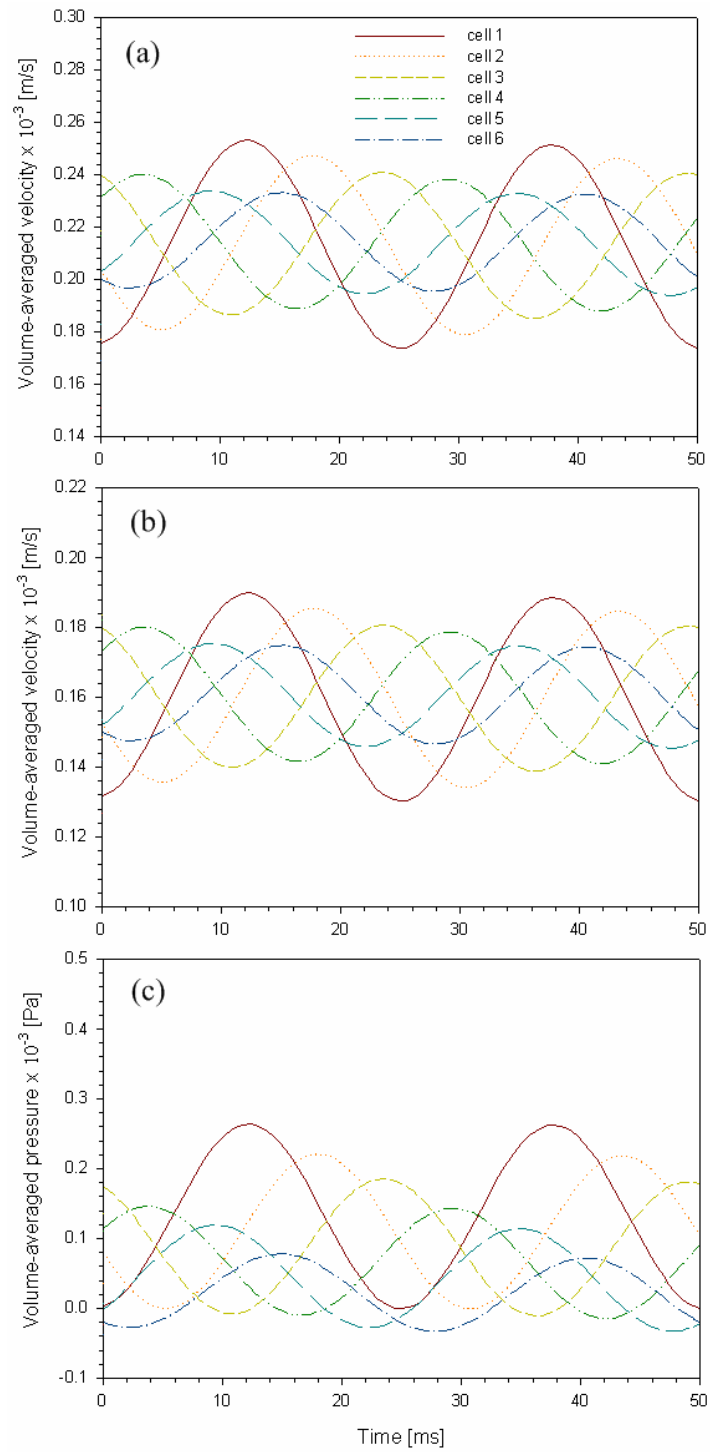 (a)
cell 1
cell 2
cell 3
cell 4
cell 5
cell 6
Volume-averaged velocity x 10⁻³ [m/s]
0.30
0.28
0.26
0.24
0.22
0.20
0.18
0.16
0.14
0 10 20 30 40 50
(b)
Volume-averaged velocity x 10⁻³ [m/s]
0.22
0.20
0.18
0.16
0.14
0.12
0.10
0 10 20 30 40 50
(c)
Volume-averaged pressure x 10⁻³ [Pa]
0.5
0.4
0.3
0.2
0.1
0.0
-0.1
0 10 20 30 40 50
Time [ms]